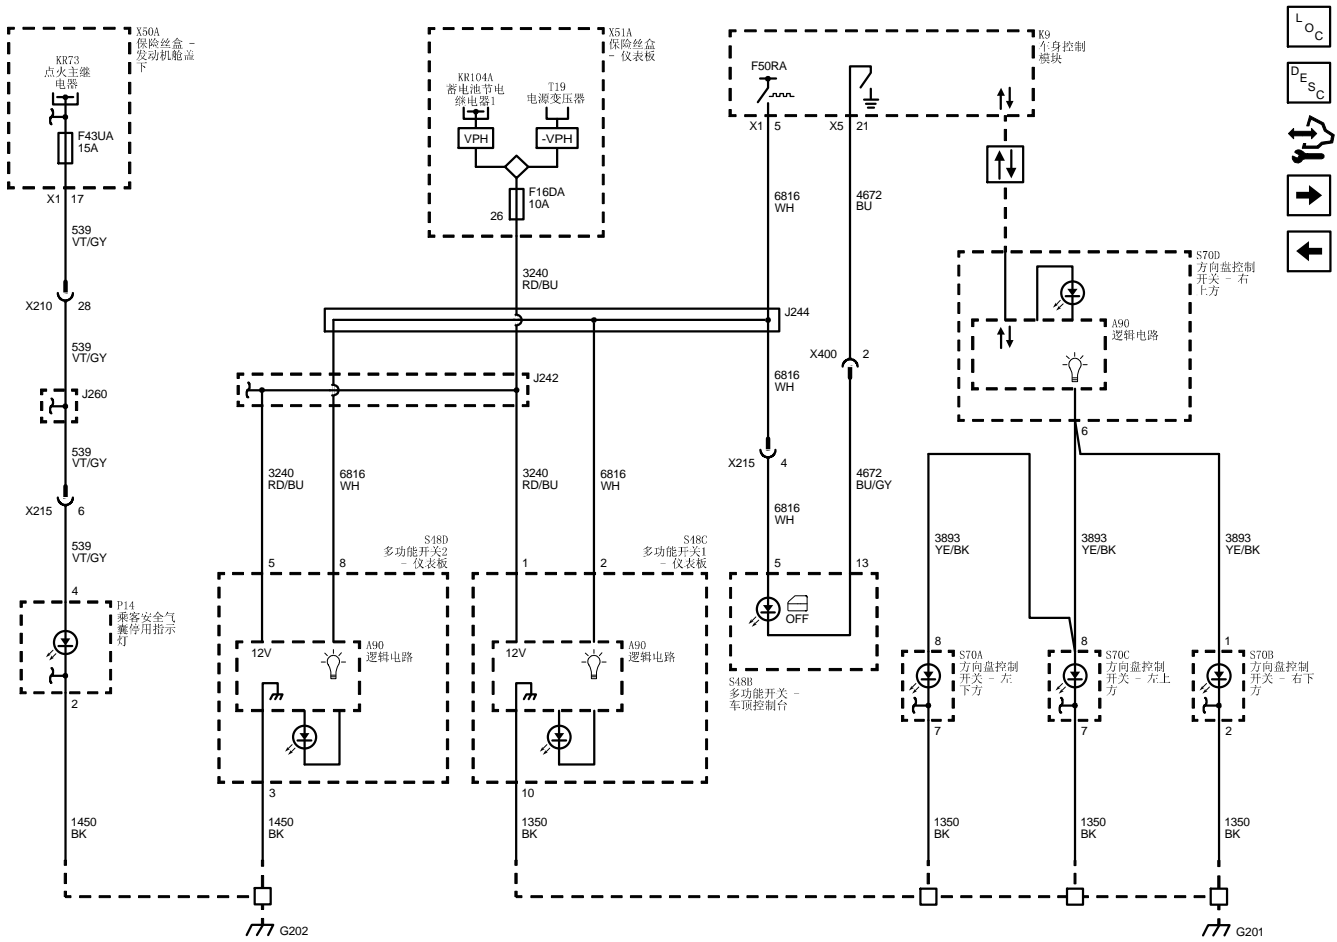 X50A
保险丝盒 -
发动机舱盖
下
KR73
点火主继
电器
F43UA
15A
X1 17
539
VT/GY
X210 28
539
VT/GY
J260
539
VT/GY
X215 6
539
VT/GY
4
P14
乘客安全气
囊停用指示
灯
2
1450
BK
X51A
保险丝盒
- 仪表板
KR104A
蓄电池节电
继电器1
T19
电源变压器
VPH
-VPH
F16DA
10A
26
3240
RD/BU
J244
J242
3240
RD/BU
6816
WH
3240
RD/BU
6816
WH
S48D
多功能开关2
- 仪表板
5 8
12V
A90
逻辑电路
3
1450
BK
G202
S48C
多功能开关1
- 仪表板
1 2
12V
A90
逻辑电路
10
1350
BK
K9
车身控制
模块
F50RA
X1 5
X5 21
6816
WH
4672
BU
X400 2
6816
WH
X215 4
4672
BU/GY
6816
WH
5 13
OFF
S48B
多功能开关 -
车顶控制台
S70D
方向盘控制
开关 - 右
上方
A90
逻辑电路
6
3893
YE/BK
3893
YE/BK
3893
YE/BK
8
S70A
方向盘控制
开关 - 左
下方
7
8
S70C
方向盘控制
开关 - 左上
方
7
1
S70B
方向盘控制
开关 - 右下
方
2
1350
BK
1350
BK
1350
BK
G201
LOC
DESC